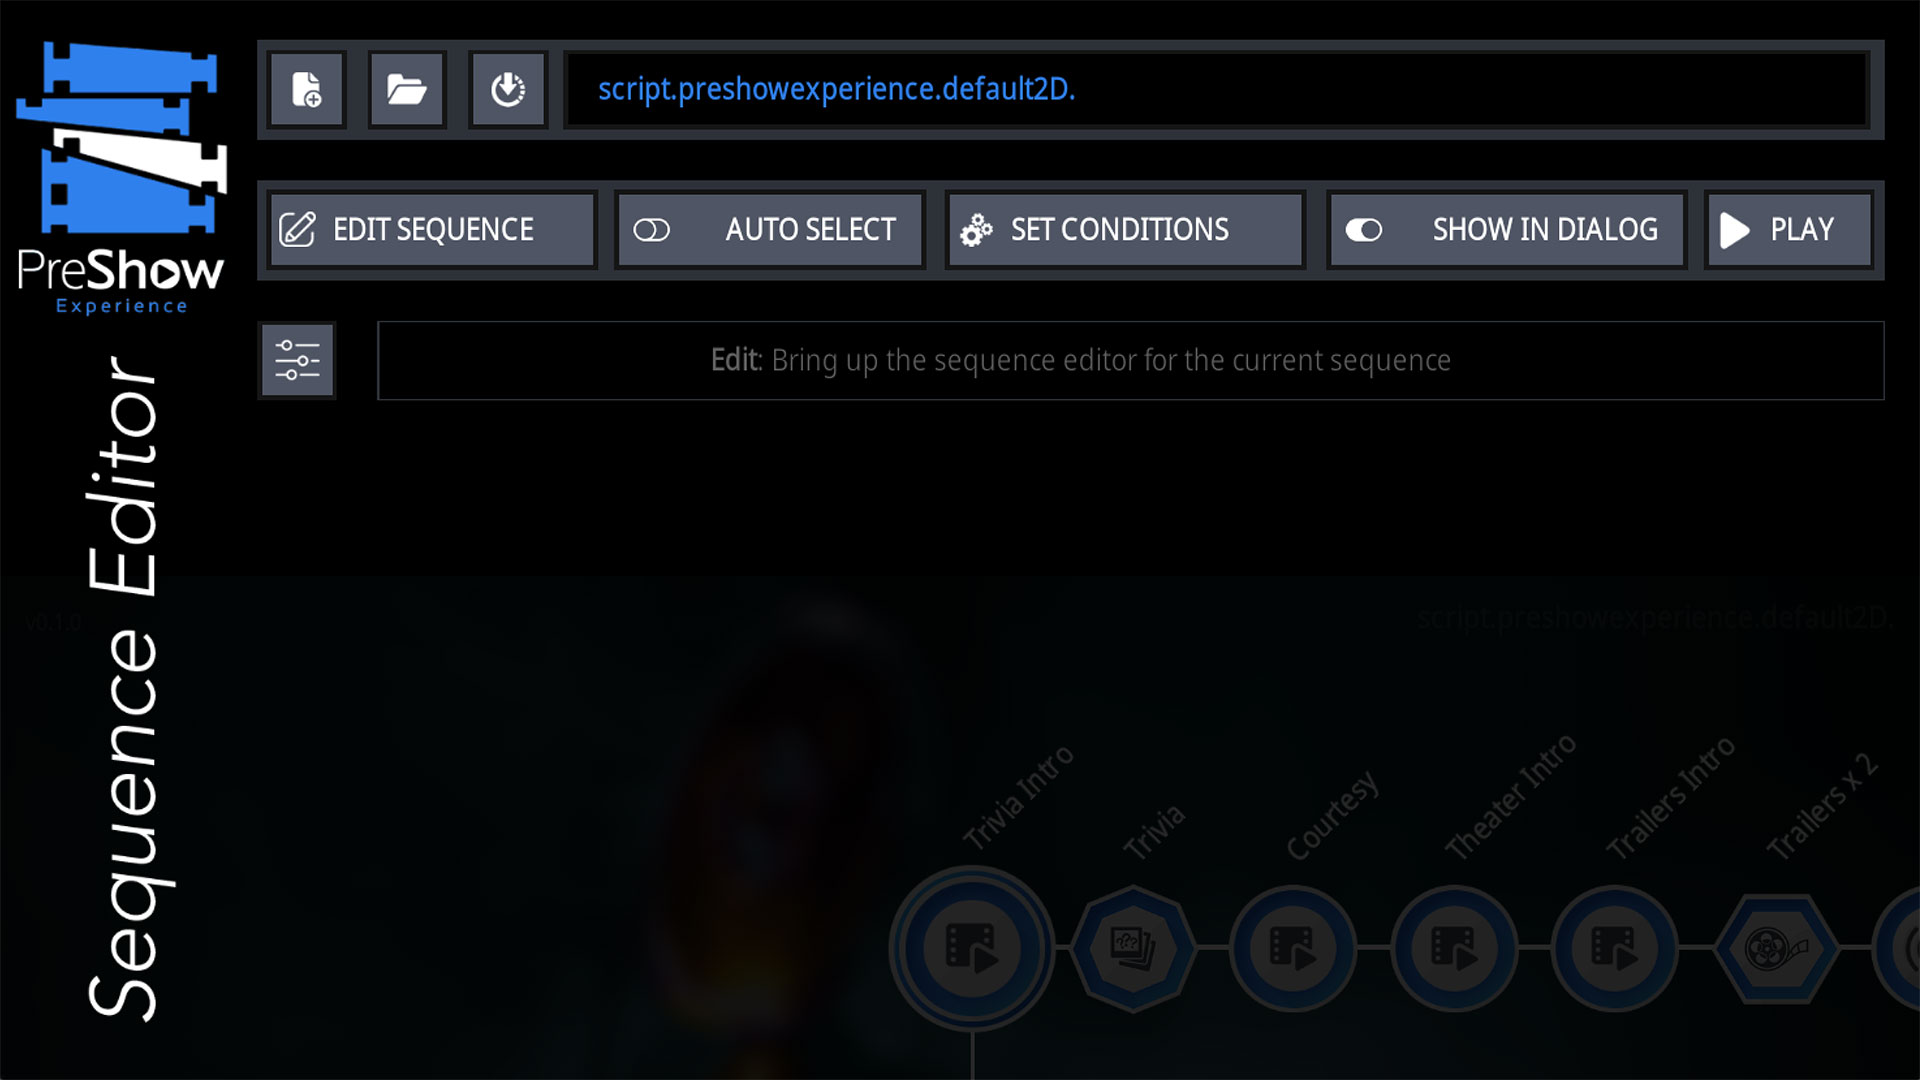 PreShow
Experience
Sequence Editor
script.preshowexperience.default2D.
EDIT SEQUENCE
AUTO SELECT
SET CONDITIONS
SHOW IN DIALOG
PLAY
Edit: Bring up the sequence editor for the current sequence
v0.1.0
script.preshowexperience.default2D.
Trivia Intro
Trivia
Courtesy
Theater Intro
Trailers Intro
Trailers x 2